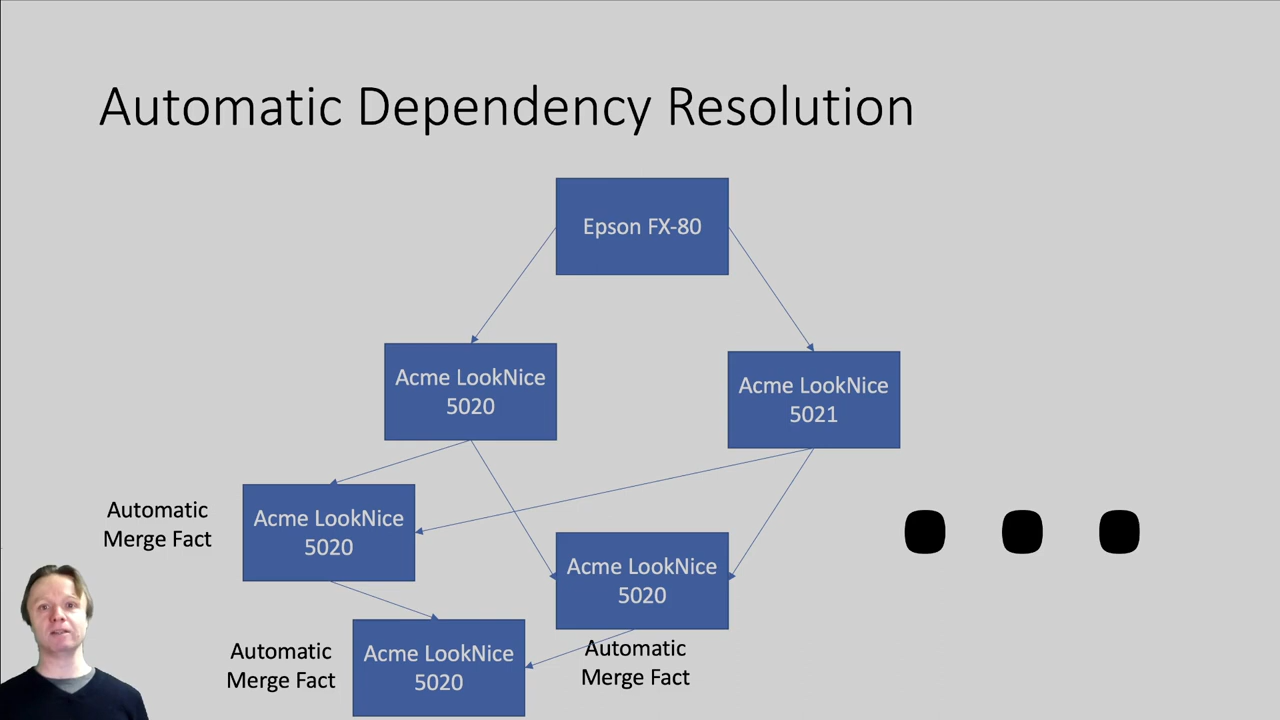 Automatic Dependency Resolution
Epson FX-80
Acme LookNice
5020
Acme LookNice
5021
Automatic
Merge Fact
Acme LookNice
5020
Acme LookNice
5020
Automatic
Merge Fact
Automatic
Merge Fact
Acme LookNice
5020